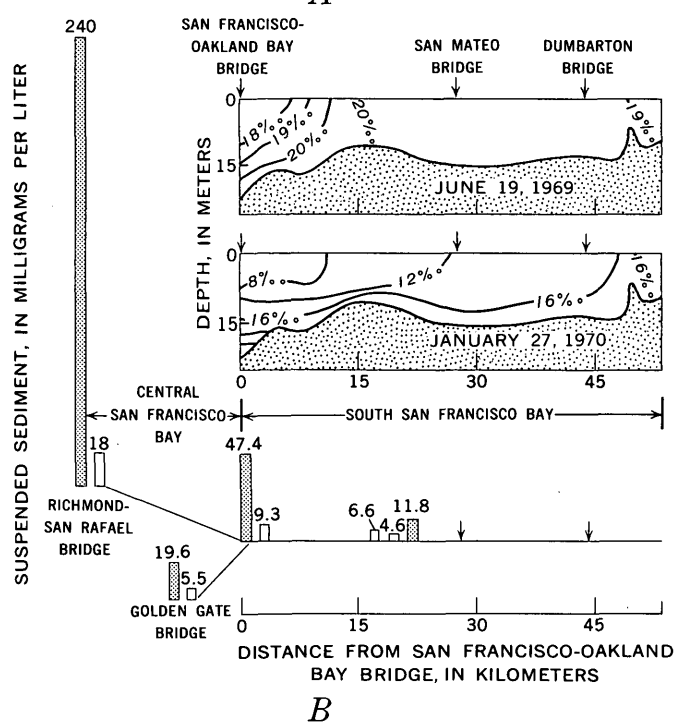 A
240
SAN FRANCISCO-
OAKLAND BAY
BRIDGE
SAN MATEO
BRIDGE
DUMBARTON
BRIDGE
SUSPENDED SEDIMENT, IN MILLIGRAMS PER LITER
DEPTH, IN METERS
0
15
18‰
19‰
20‰
20‰
19‰
JUNE 19, 1969
0
15
30
45
0
15
8‰
12‰
16‰
16‰
16‰
JANUARY 27, 1970
0
15
30
45
CENTRAL
SAN FRANCISCO
BAY
SOUTH SAN FRANCISCO BAY
18
RICHMOND-
SAN RAFAEL
BRIDGE
47.4
9.3
6.6
4.6
11.8
19.6
5.5
GOLDEN GATE
BRIDGE
0
15
30
45
DISTANCE FROM SAN FRANCISCO-OAKLAND
BAY BRIDGE, IN KILOMETERS
B